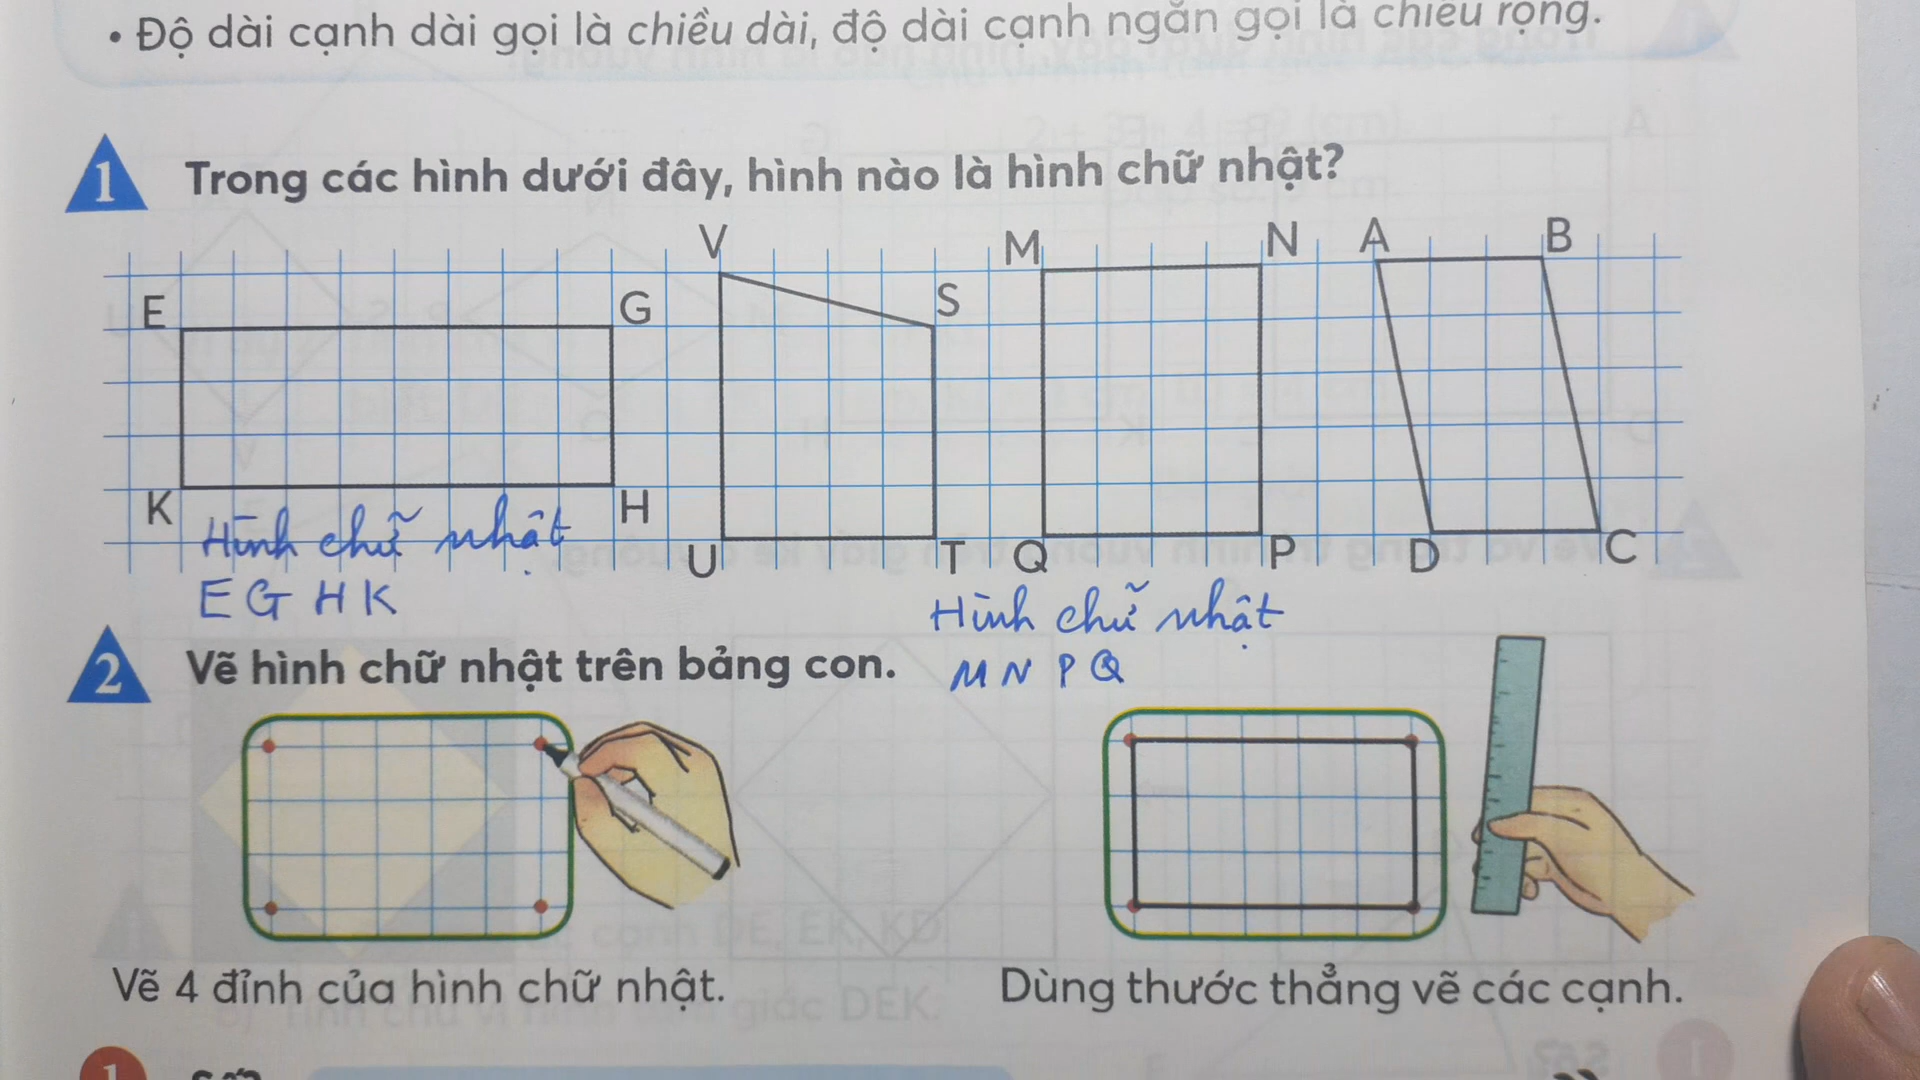 • Độ dài cạnh dài gọi là chiều dài, độ dài cạnh ngắn gọi là chiều rộng.
1 Trong các hình dưới đây, hình nào là hình chữ nhật?
V M N A B
E G S
K H U T Q P D C
Hình chữ nhật
E G H K
Hình chữ nhật
M N P Q
2 Vẽ hình chữ nhật trên bảng con.
Vẽ 4 đỉnh của hình chữ nhật.
Dùng thước thẳng vẽ các cạnh.
1